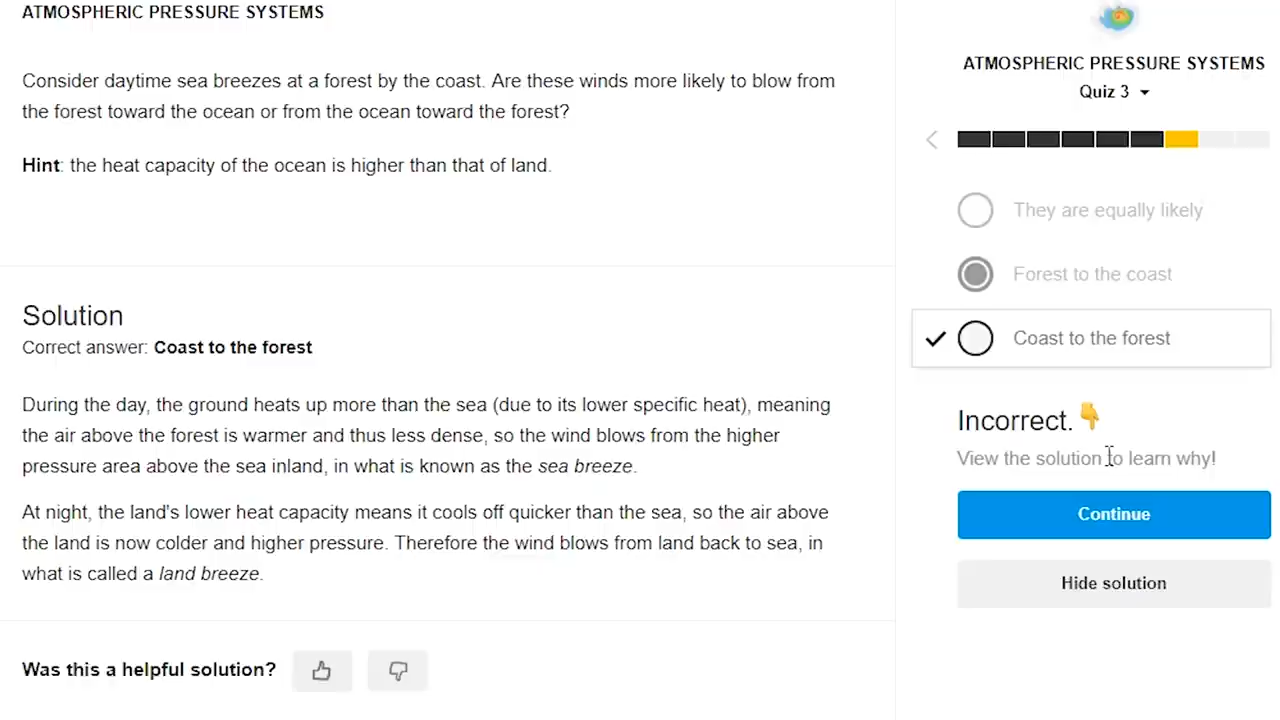 ATMOSPHERIC PRESSURE SYSTEMS
Consider daytime sea breezes at a forest by the coast. Are these winds more likely to blow from
the forest toward the ocean or from the ocean toward the forest?
Hint: the heat capacity of the ocean is higher than that of land.
Solution
Correct answer: Coast to the forest
During the day, the ground heats up more than the sea (due to its lower specific heat), meaning
the air above the forest is warmer and thus less dense, so the wind blows from the higher
pressure area above the sea inland, in what is known as the sea breeze.
At night, the land's lower heat capacity means it cools off quicker than the sea, so the air above
the land is now colder and higher pressure. Therefore the wind blows from land back to sea, in
what is called a land breeze.
Was this a helpful solution?
ATMOSPHERIC PRESSURE SYSTEMS
Quiz 3
They are equally likely
Forest to the coast
Coast to the forest
Incorrect.👇
View the solution to learn why!
Continue
Hide solution